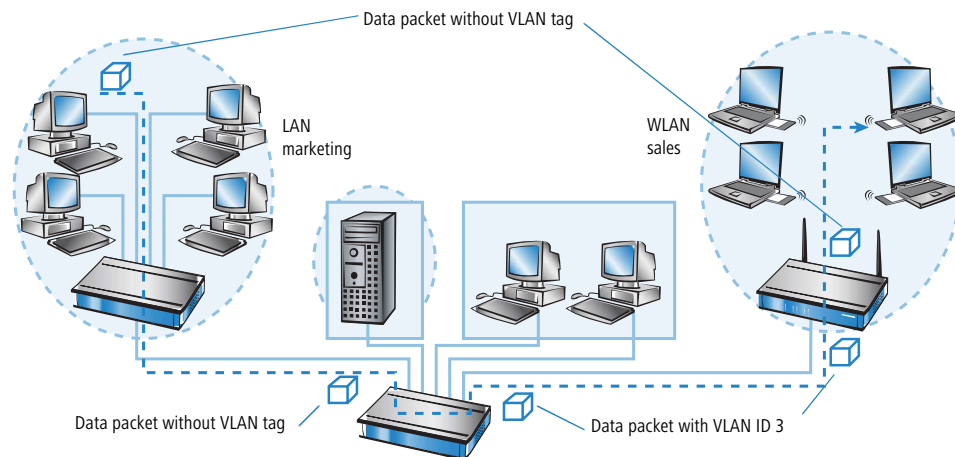 Data packet without VLAN tag
LAN
marketing
WLAN
sales
Data packet without VLAN tag
Data packet with VLAN ID 3